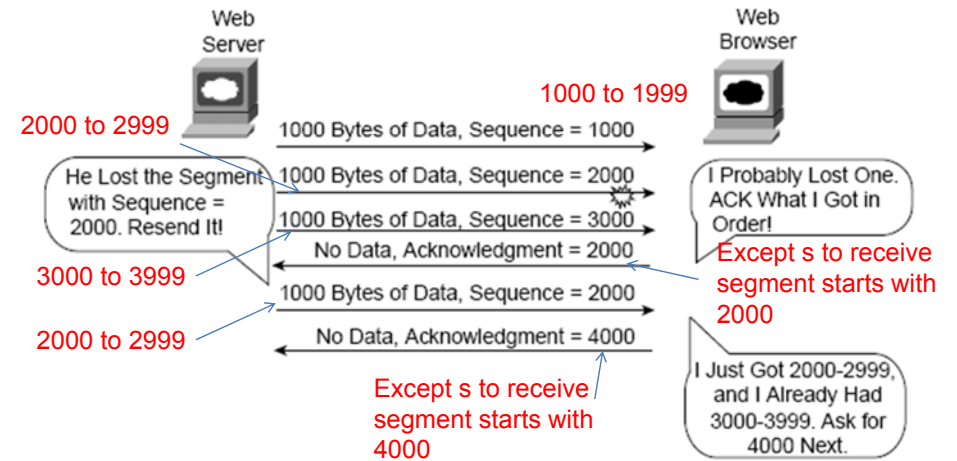 Web
Server
Web
Browser
1000 to 1999
2000 to 2999
1000 Bytes of Data, Sequence = 1000
He Lost the Segment
with Sequence =
2000. Resend It!
1000 Bytes of Data, Sequence = 2000
I Probably Lost One.
ACK What I Got in
Order!
1000 Bytes of Data, Sequence = 3000
No Data, Acknowledgment = 2000
Except s to receive
segment starts with
2000
3000 to 3999
1000 Bytes of Data, Sequence = 2000
2000 to 2999
No Data, Acknowledgment = 4000
Except s to receive
segment starts with
4000
I Just Got 2000-2999,
and I Already Had
3000-3999. Ask for
4000 Next.